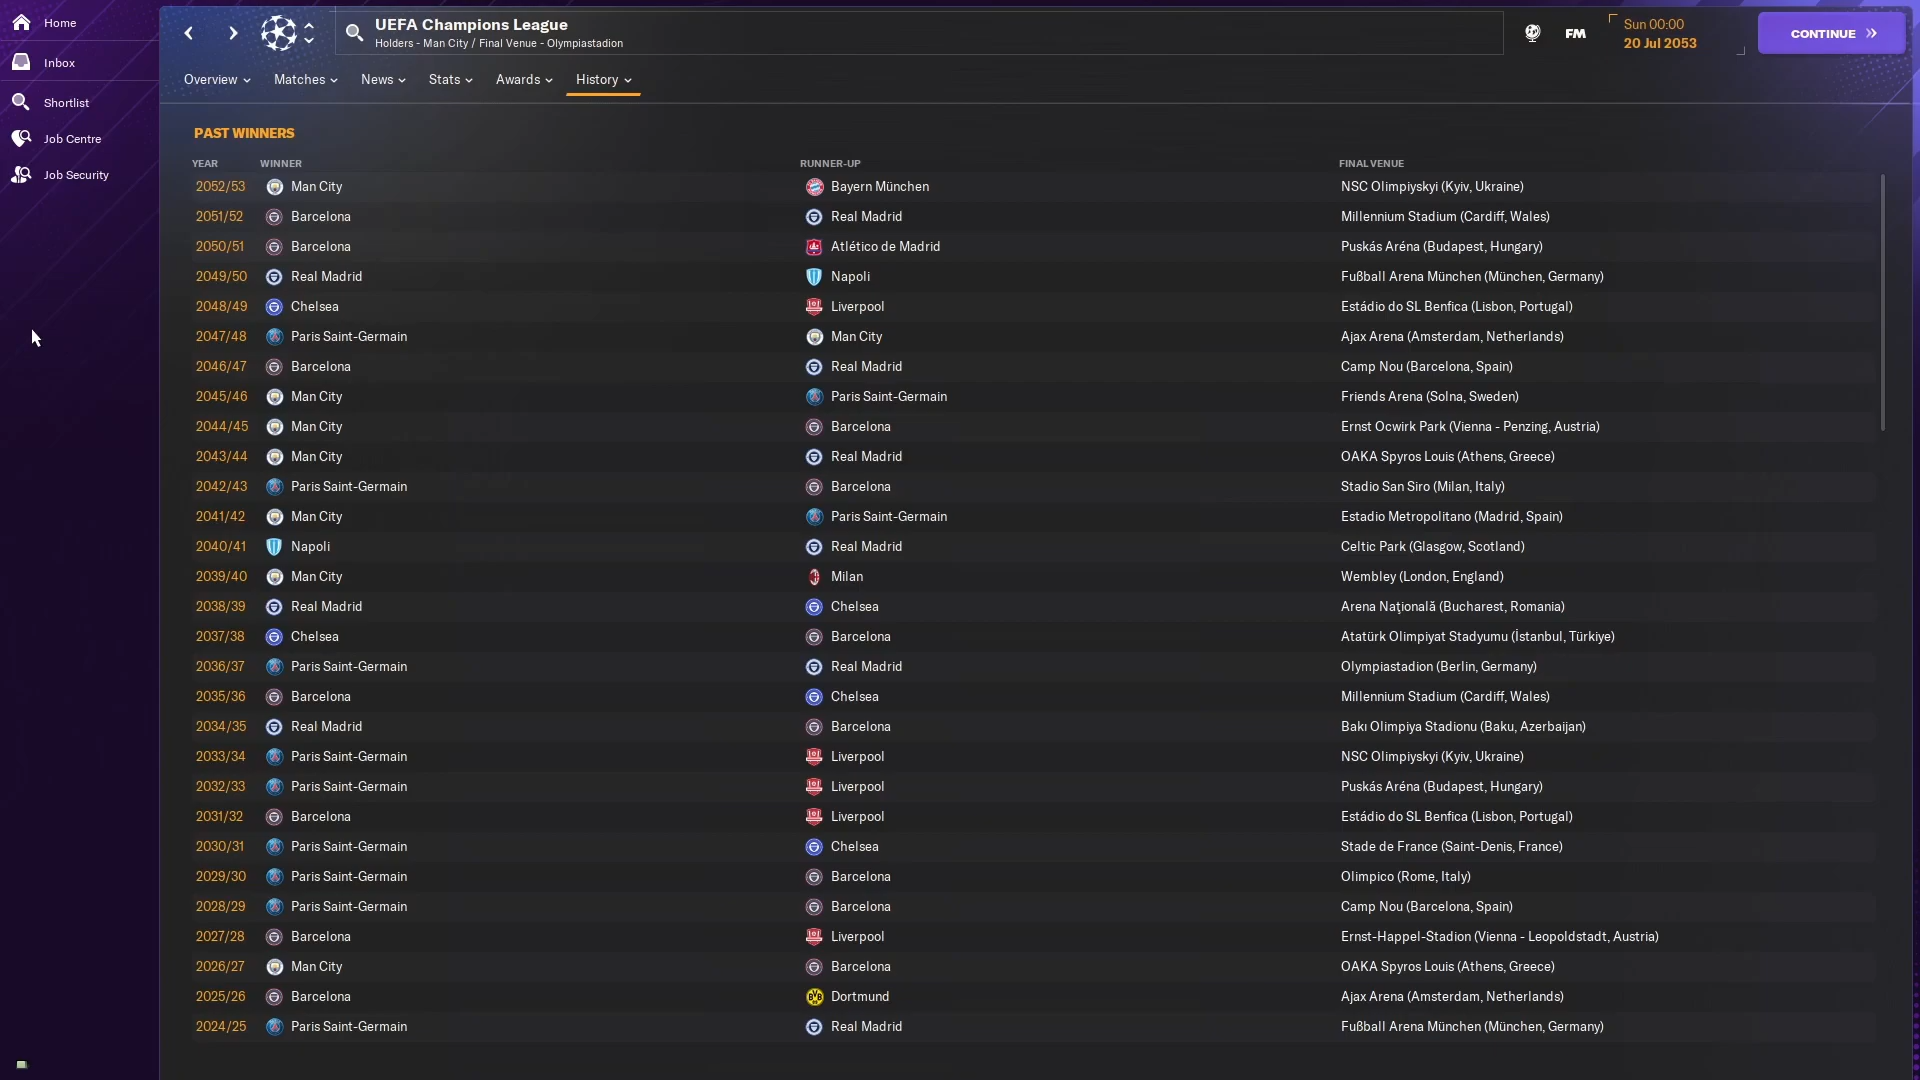 Home
Inbox
Shortlist
Job Centre
Job Security
UEFA Champions League
Holders - Man City / Final Venue - Olympiastadion
FM
Sun 00:00
20 Jul 2053
CONTINUE
Overview Matches News Stats Awards History
PAST WINNERS
YEAR WINNER RUNNER-UP FINAL VENUE
2052/53 Man City Bayern München NSC Olimpiyskyi (Kyiv, Ukraine)
2051/52 Barcelona Real Madrid Millennium Stadium (Cardiff, Wales)
2050/51 Barcelona Atlético de Madrid Puskás Aréna (Budapest, Hungary)
2049/50 Real Madrid Napoli Fußball Arena München (München, Germany)
2048/49 Chelsea Liverpool Estádio do SL Benfica (Lisbon, Portugal)
2047/48 Paris Saint-Germain Man City Ajax Arena (Amsterdam, Netherlands)
2046/47 Barcelona Real Madrid Camp Nou (Barcelona, Spain)
2045/46 Man City Paris Saint-Germain Friends Arena (Solna, Sweden)
2044/45 Man City Barcelona Ernst Ocwirk Park (Vienna - Penzing, Austria)
2043/44 Man City Real Madrid OAKA Spyros Louis (Athens, Greece)
2042/43 Paris Saint-Germain Barcelona Stadio San Siro (Milan, Italy)
2041/42 Man City Paris Saint-Germain Estadio Metropolitano (Madrid, Spain)
2040/41 Napoli Real Madrid Celtic Park (Glasgow, Scotland)
2039/40 Man City Milan Wembley (London, England)
2038/39 Real Madrid Chelsea Arena Naţională (Bucharest, Romania)
2037/38 Chelsea Barcelona Atatürk Olimpiyat Stadyumu (İstanbul, Türkiye)
2036/37 Paris Saint-Germain Real Madrid Olympiastadion (Berlin, Germany)
2035/36 Barcelona Chelsea Millennium Stadium (Cardiff, Wales)
2034/35 Real Madrid Barcelona Bakı Olimpiya Stadionu (Baku, Azerbaijan)
2033/34 Paris Saint-Germain Liverpool NSC Olimpiyskyi (Kyiv, Ukraine)
2032/33 Paris Saint-Germain Liverpool Puskás Aréna (Budapest, Hungary)
2031/32 Barcelona Liverpool Estádio do SL Benfica (Lisbon, Portugal)
2030/31 Paris Saint-Germain Chelsea Stade de France (Saint-Denis, France)
2029/30 Paris Saint-Germain Barcelona Olimpico (Rome, Italy)
2028/29 Paris Saint-Germain Barcelona Camp Nou (Barcelona, Spain)
2027/28 Barcelona Liverpool Ernst-Happel-Stadion (Vienna - Leopoldstadt, Austria)
2026/27 Man City Barcelona OAKA Spyros Louis (Athens, Greece)
2025/26 Barcelona Dortmund Ajax Arena (Amsterdam, Netherlands)
2024/25 Paris Saint-Germain Real Madrid Fußball Arena München (München, Germany)